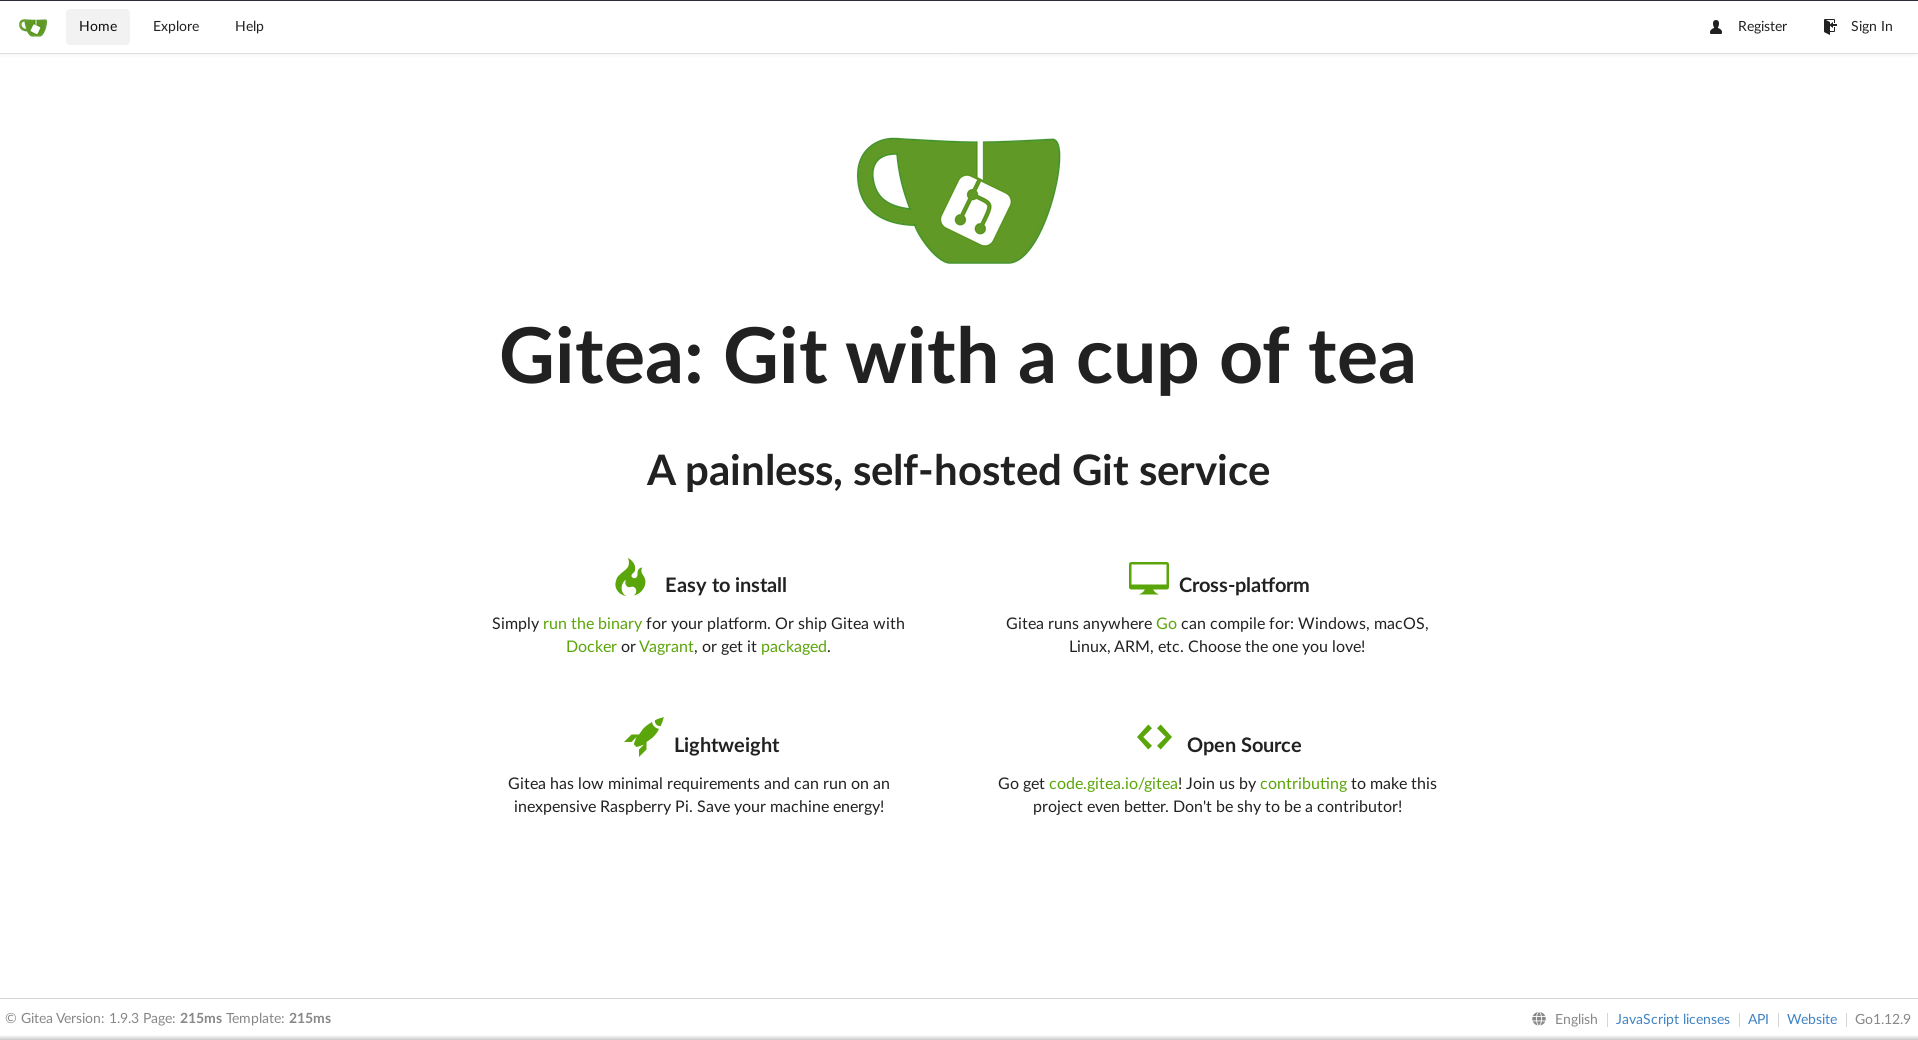 Home Explore Help Register Sign In
Gitea: Git with a cup of tea
A painless, self-hosted Git service
Easy to install
Simply run the binary for your platform. Or ship Gitea with
Docker or Vagrant, or get it packaged.
Cross-platform
Gitea runs anywhere Go can compile for: Windows, macOS,
Linux, ARM, etc. Choose the one you love!
Lightweight
Gitea has low minimal requirements and can run on an
inexpensive Raspberry Pi. Save your machine energy!
Open Source
Go get code.gitea.io/gitea! Join us by contributing to make this
project even better. Don't be shy to be a contributor!
© Gitea Version: 1.9.3 Page: 215ms Template: 215ms English JavaScript licenses API Website Go1.12.9